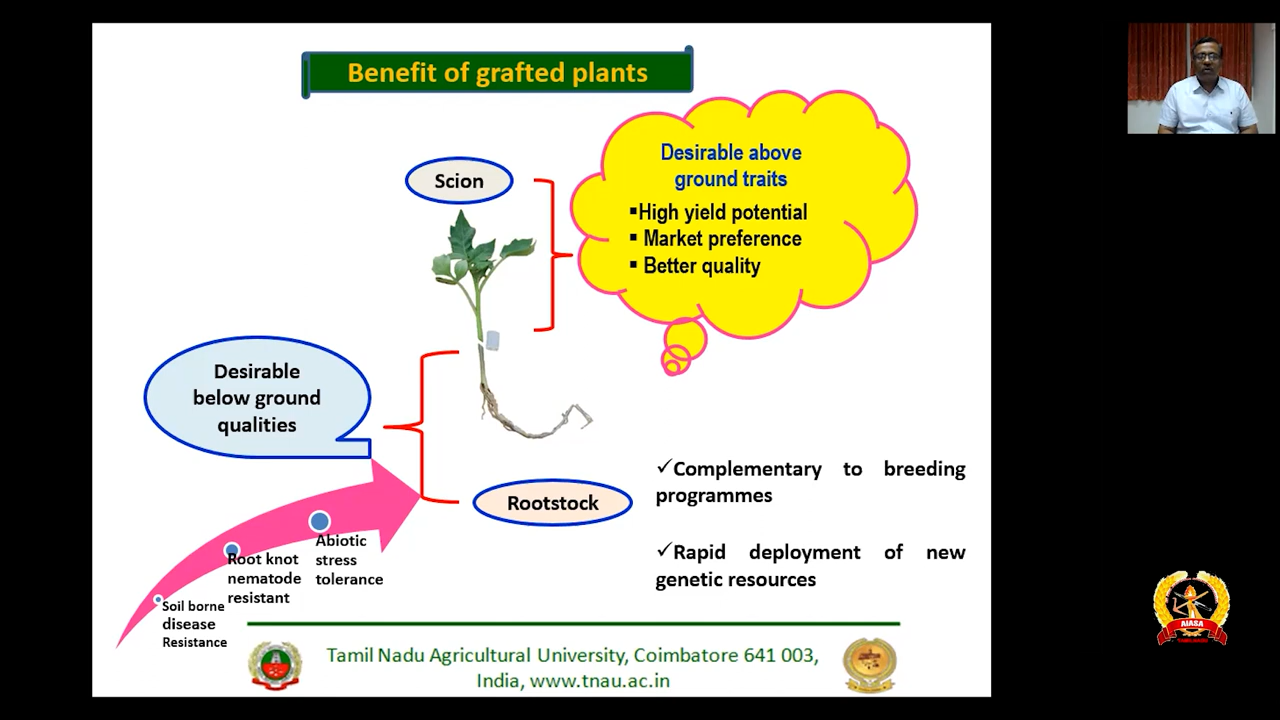 Benefit of grafted plants
Scion
Desirable above
ground traits
▪High yield potential
▪ Market preference
▪ Better quality
Desirable
below ground
qualities
Rootstock
✓Complementary to breeding
programmes
✓Rapid deployment of new
genetic resources
Abiotic
stress
tolerance
Root knot
nematode
resistant
Soil borne
disease
Resistance
Tamil Nadu Agricultural University, Coimbatore 641 003,
India, www.tnau.ac.in
AIASA